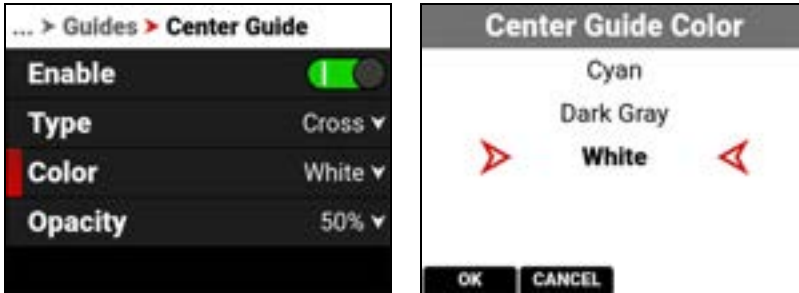 ... > Guides > Center Guide
Enable
Type Cross
Color White
Opacity 50%
Center Guide Color
Cyan
Dark Gray
White
OK CANCEL